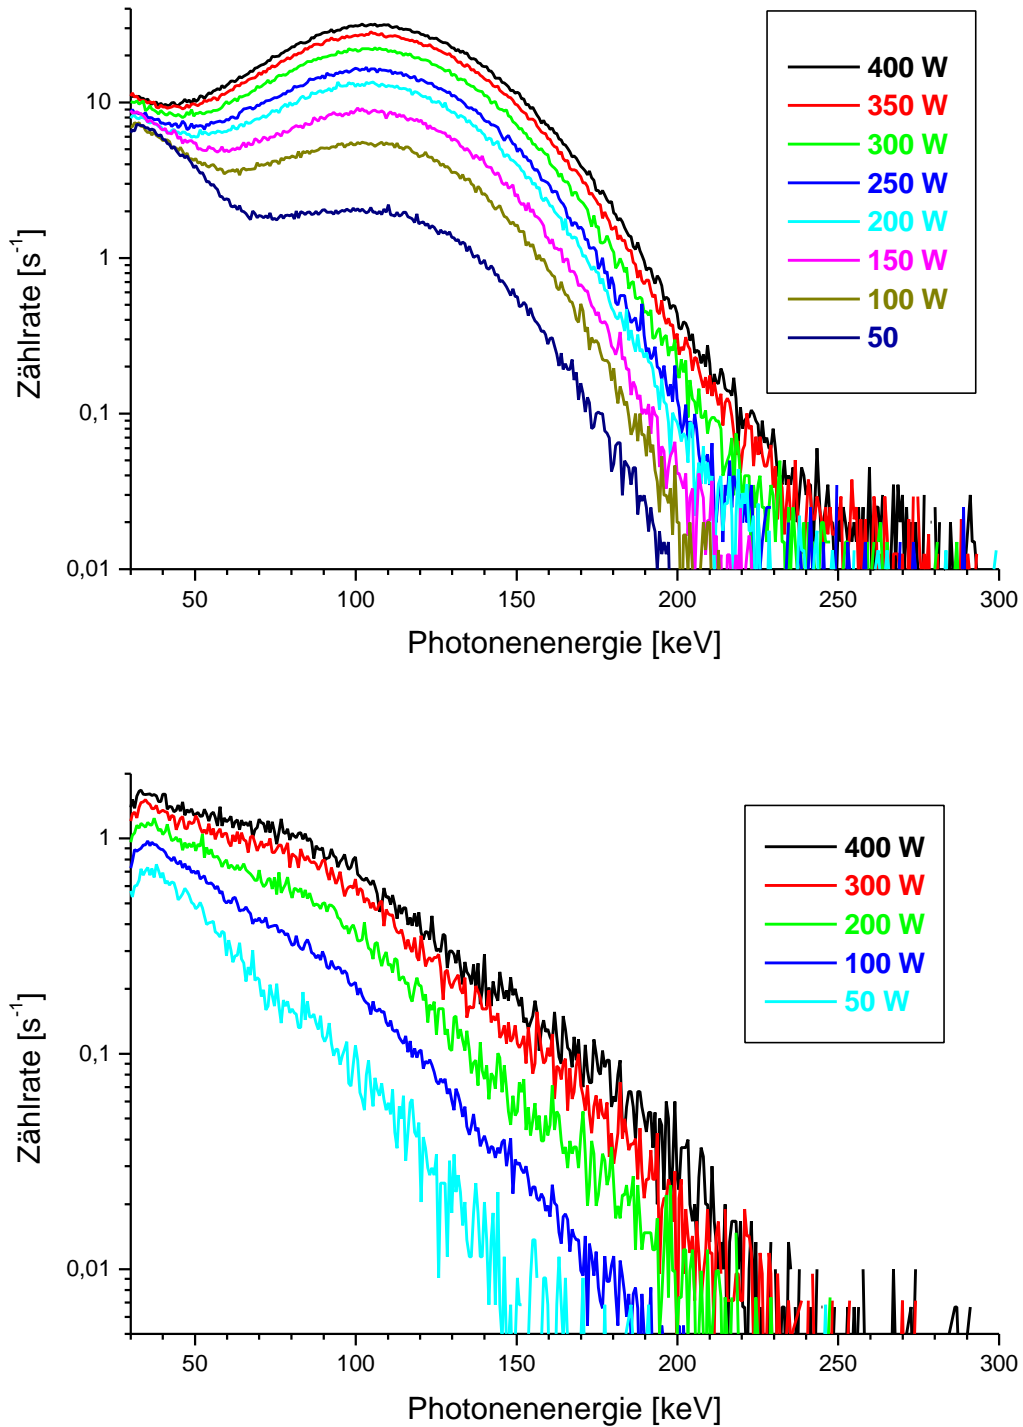 400 W
350 W
300 W
250 W
200 W
150 W
100 W
50
Zählrate [s⁻¹]
10
1
0,1
0,01
50 100 150 200 250 300
Photonenenergie [keV]
400 W
300 W
200 W
100 W
50 W
Zählrate [s⁻¹]
1
0,1
0,01
50 100 150 200 250 300
Photonenenergie [keV]